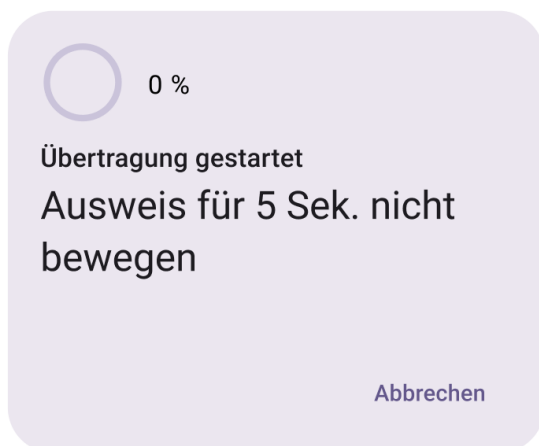 0 %
Übertragung gestartet
Ausweis für 5 Sek. nicht
bewegen
Abbrechen